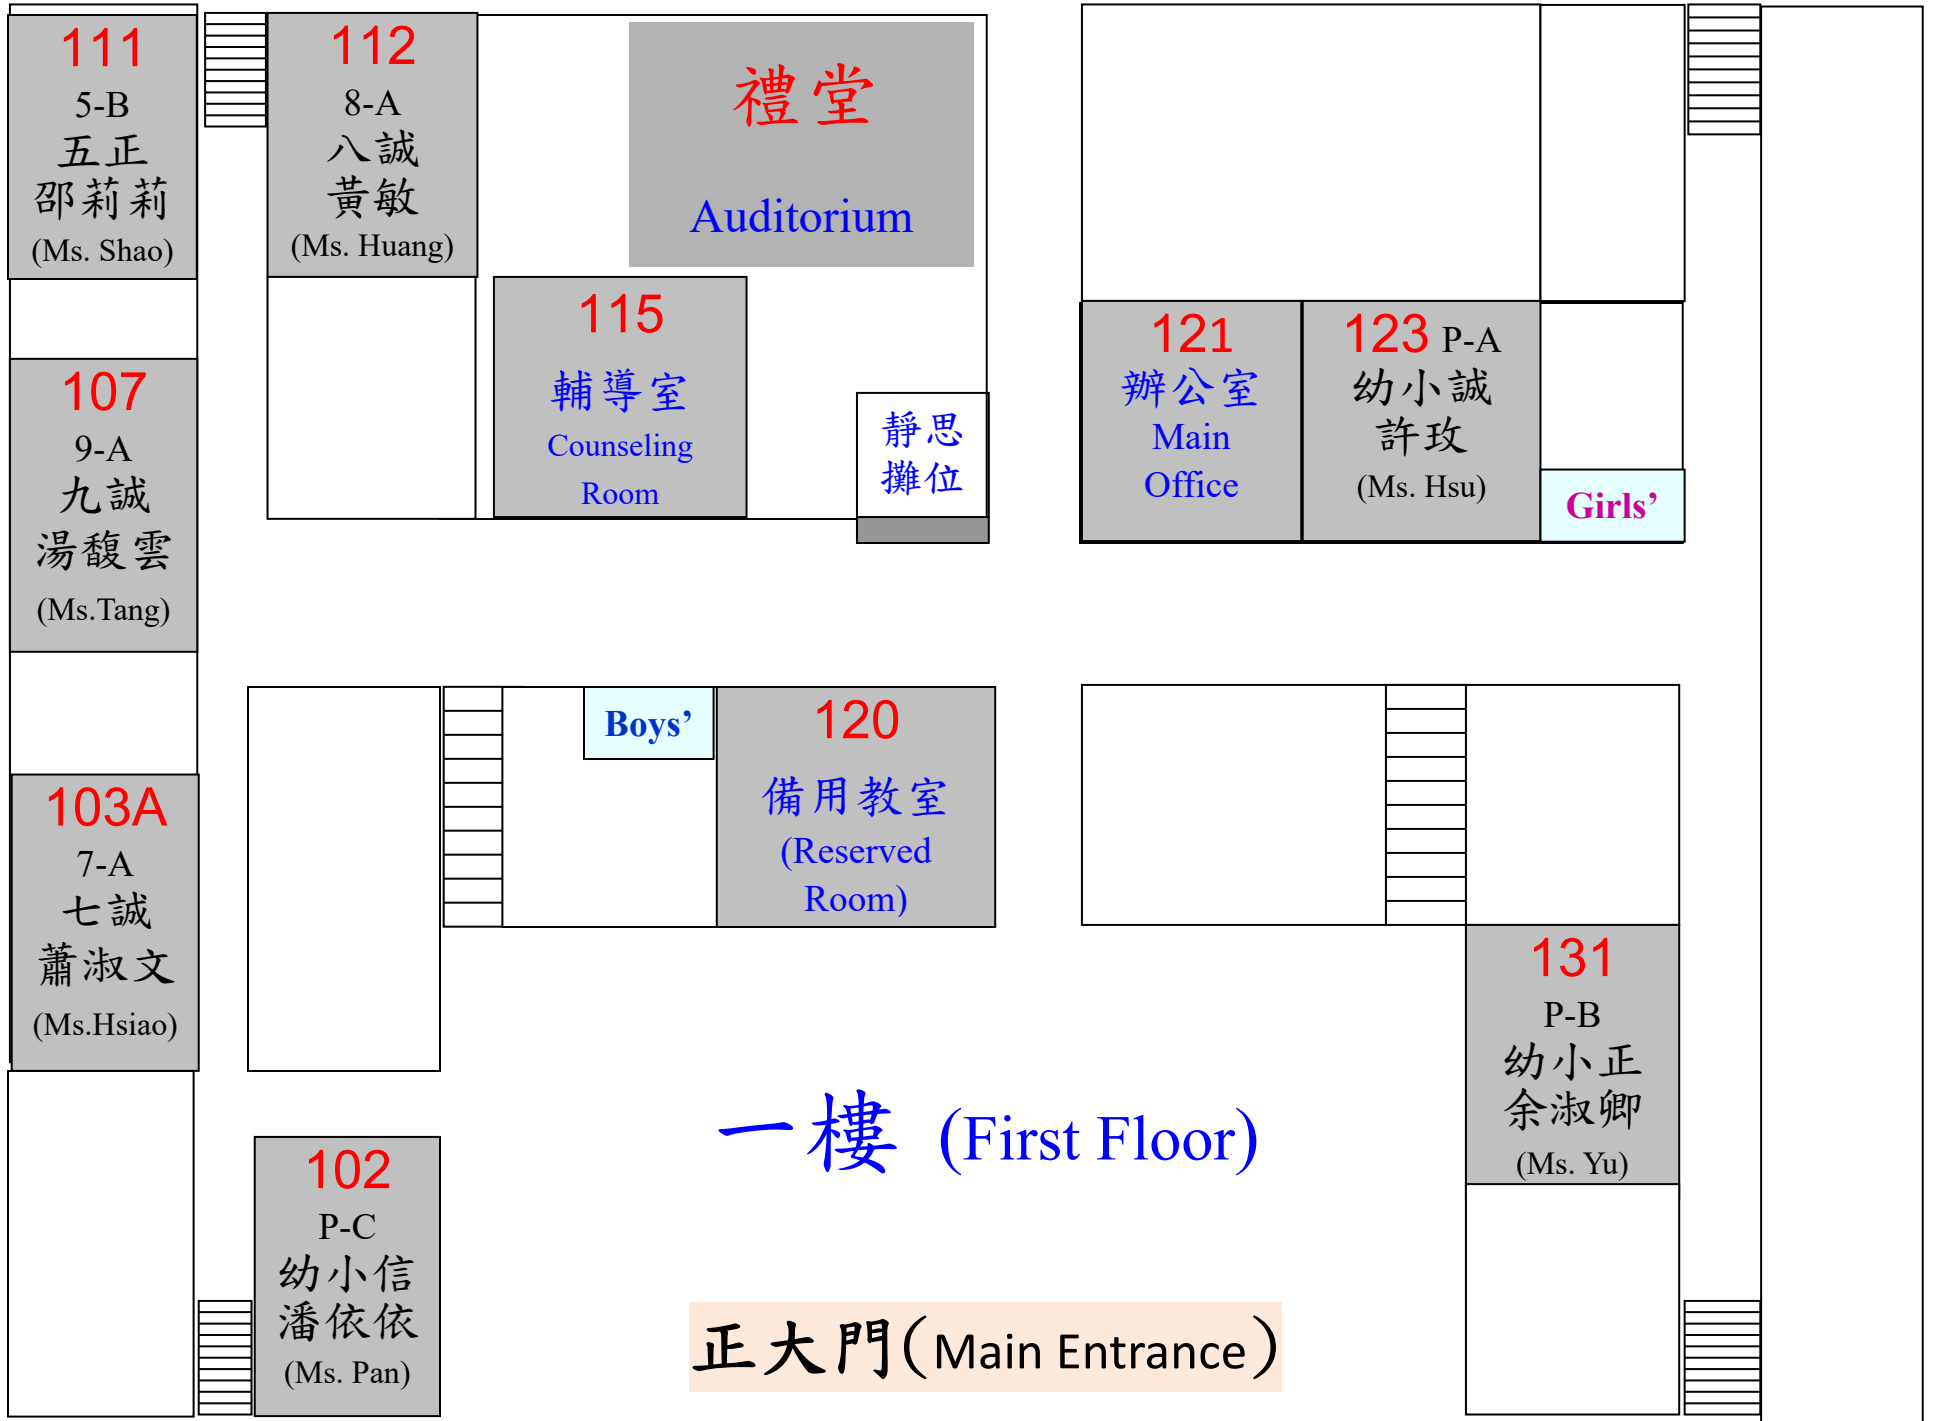 111
5-B
五正
邵莉莉
(Ms. Shao)
112
8-A
八誠
黃敏
(Ms. Huang)
禮堂
Auditorium
115
輔導室
Counseling
Room
靜思
攤位
121
辦公室
Main
Office
123 P-A
幼小誠
許玫
(Ms. Hsu)
Girls’
107
9-A
九誠
湯馥雲
(Ms.Tang)
Boys’
120
備用教室
(Reserved
Room)
103A
7-A
七誠
蕭淑文
(Ms.Hsiao)
131
P-B
幼小正
余淑卿
(Ms. Yu)
一樓 (First Floor)
102
P-C
幼小信
潘依依
(Ms. Pan)
正大門(Main Entrance)